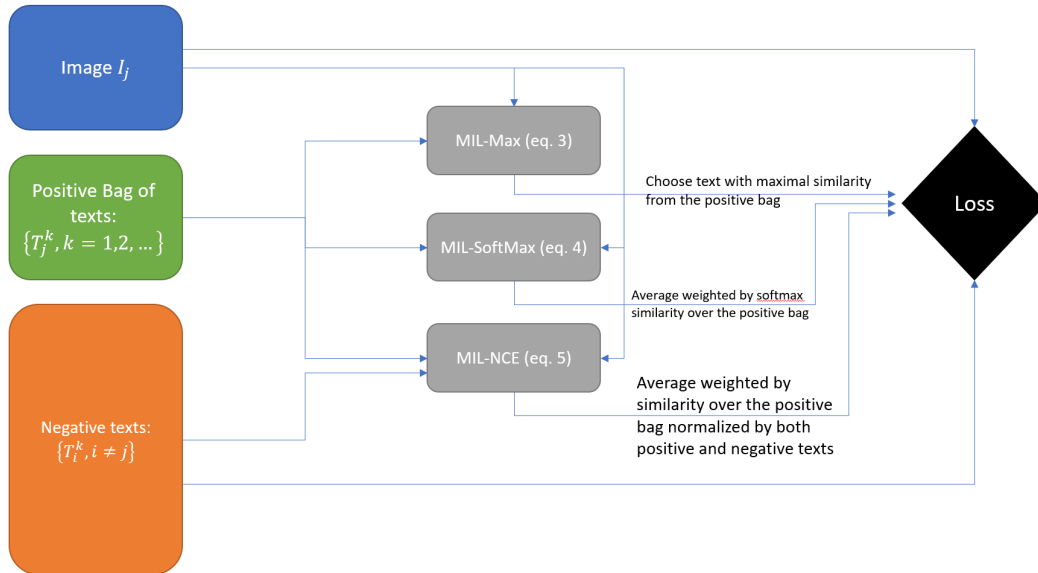 Image I_j
Positive Bag of
texts:
{T_j^k, k = 1,2, …}
Negative texts:
{T_i^k, i ≠ j}
MIL-Max (eq. 3)
MIL-SoftMax (eq. 4)
MIL-NCE (eq. 5)
Choose text with maximal similarity
from the positive bag
Average weighted by softmax
similarity over the positive bag
Average weighted by
similarity over the positive
bag normalized by both
positive and negative texts
Loss